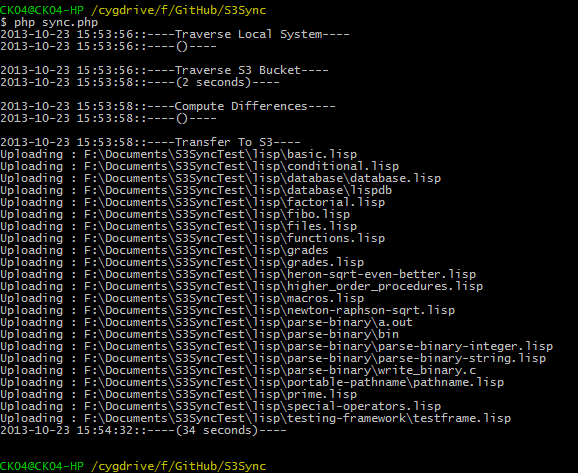 CK04@CK04-HP /cygdrive/f/GitHub/S3Sync
$ php sync.php
2013-10-23 15:53:56::----Traverse Local System----
2013-10-23 15:53:56::----()----
2013-10-23 15:53:56::----Traverse S3 Bucket----
2013-10-23 15:53:58::----(2 seconds)----
2013-10-23 15:53:58::----Compute Differences----
2013-10-23 15:53:58::----()----
2013-10-23 15:53:58::----Transfer To S3----
Uploading : F:\Documents\S3SyncTest\lisp\basic.lisp
Uploading : F:\Documents\S3SyncTest\lisp\conditional.lisp
Uploading : F:\Documents\S3SyncTest\lisp\database\database.lisp
Uploading : F:\Documents\S3SyncTest\lisp\database\lispdb
Uploading : F:\Documents\S3SyncTest\lisp\factorial.lisp
Uploading : F:\Documents\S3SyncTest\lisp\fibo.lisp
Uploading : F:\Documents\S3SyncTest\lisp\files.lisp
Uploading : F:\Documents\S3SyncTest\lisp\functions.lisp
Uploading : F:\Documents\S3SyncTest\lisp\grades
Uploading : F:\Documents\S3SyncTest\lisp\grades.lisp
Uploading : F:\Documents\S3SyncTest\lisp\heron-sqrt-even-better.lisp
Uploading : F:\Documents\S3SyncTest\lisp\higher_order_procedures.lisp
Uploading : F:\Documents\S3SyncTest\lisp\macros.lisp
Uploading : F:\Documents\S3SyncTest\lisp\newton-raphson-sqrt.lisp
Uploading : F:\Documents\S3SyncTest\lisp\parse-binary\a.out
Uploading : F:\Documents\S3SyncTest\lisp\parse-binary\bin
Uploading : F:\Documents\S3SyncTest\lisp\parse-binary\parse-binary-integer.lisp
Uploading : F:\Documents\S3SyncTest\lisp\parse-binary\parse-binary-string.lisp
Uploading : F:\Documents\S3SyncTest\lisp\parse-binary\write_binary.c
Uploading : F:\Documents\S3SyncTest\lisp\portable-pathname\pathname.lisp
Uploading : F:\Documents\S3SyncTest\lisp\prime.lisp
Uploading : F:\Documents\S3SyncTest\lisp\special-operators.lisp
Uploading : F:\Documents\S3SyncTest\lisp\testing-framework\testframe.lisp
2013-10-23 15:54:32::----(34 seconds)----
CK04@CK04-HP /cygdrive/f/GitHub/S3Sync